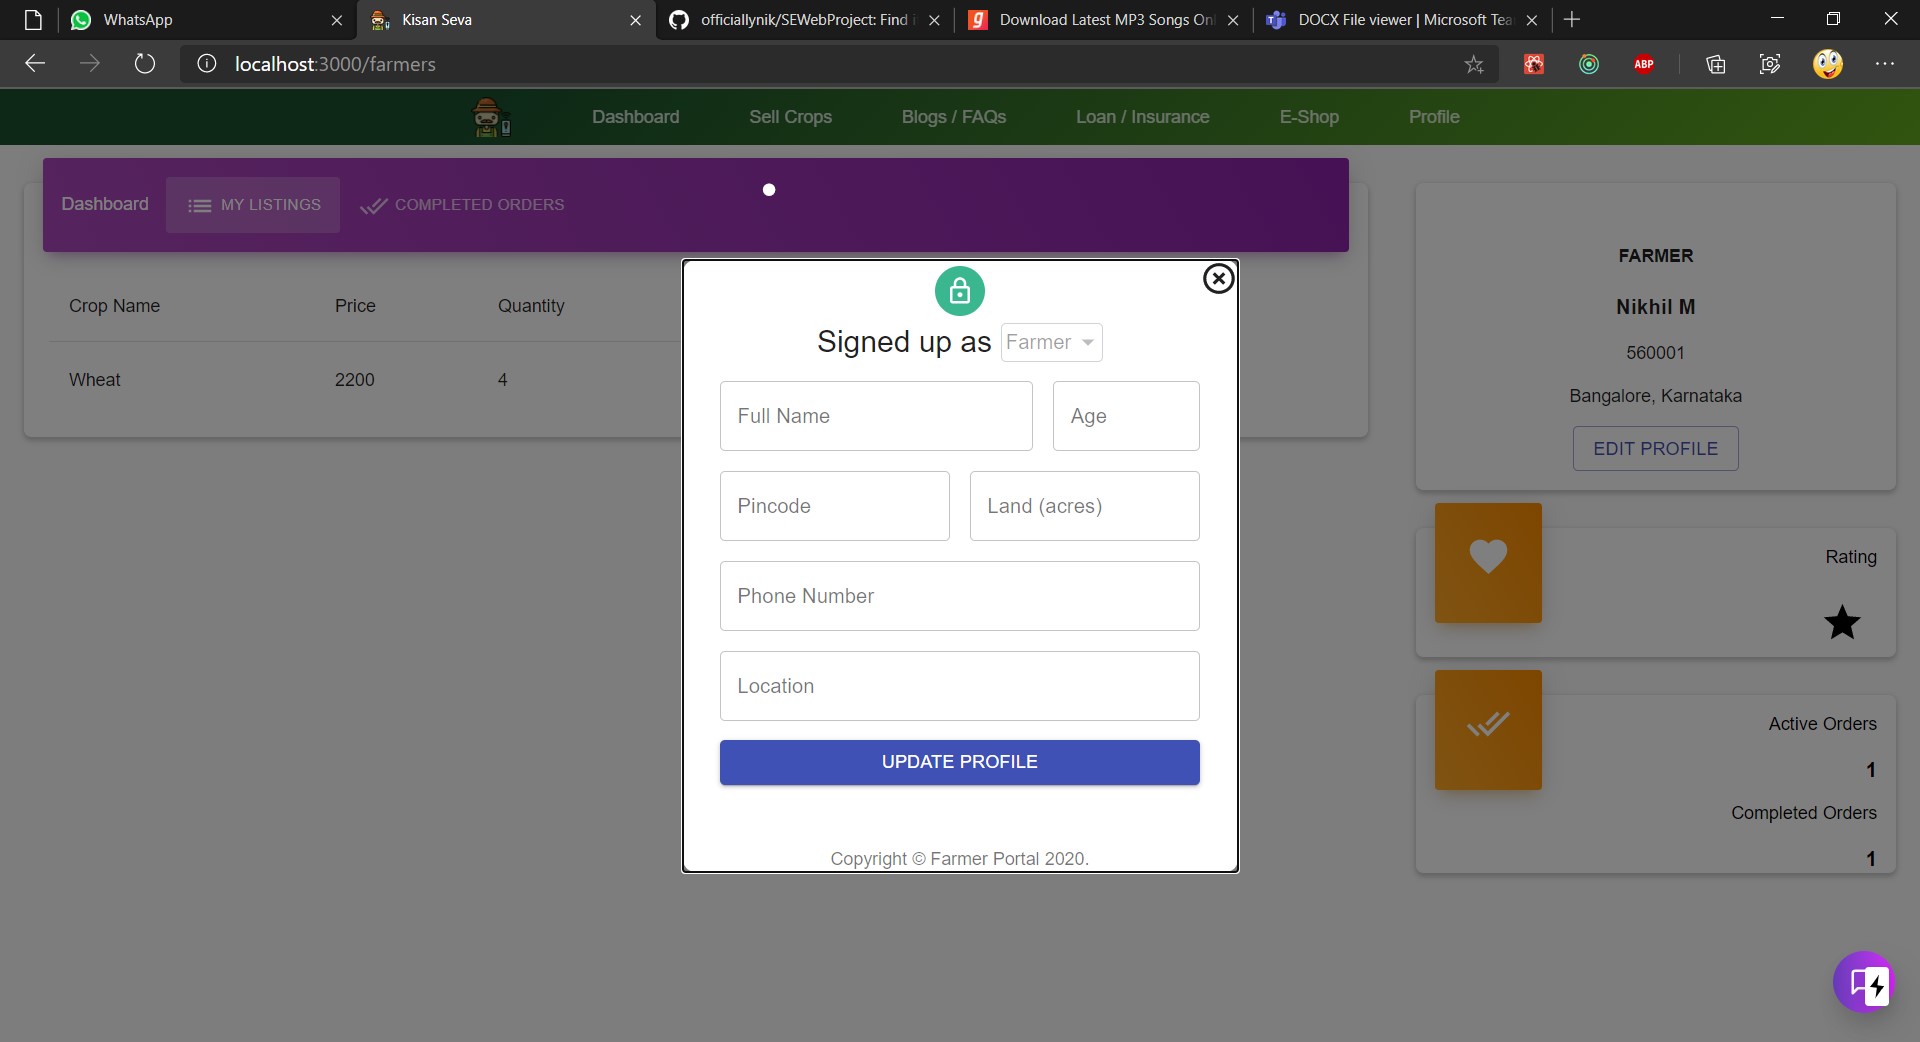 WhatsApp
Kisan Seva
officiallynik/SEWebProject: Find i
Download Latest MP3 Songs Onl
DOCX File viewer | Microsoft Tea
localhost:3000/farmers
ABP
Dashboard
Sell Crops
Blogs / FAQs
Loan / Insurance
E-Shop
Profile
Dashboard
MY LISTINGS
COMPLETED ORDERS
Crop Name Price Quantity
Wheat 2200 4
Signed up as Farmer
Full Name
Age
Pincode
Land (acres)
Phone Number
Location
UPDATE PROFILE
Copyright © Farmer Portal 2020.
FARMER
Nikhil M
560001
Bangalore, Karnataka
EDIT PROFILE
Rating
Active Orders
1
Completed Orders
1